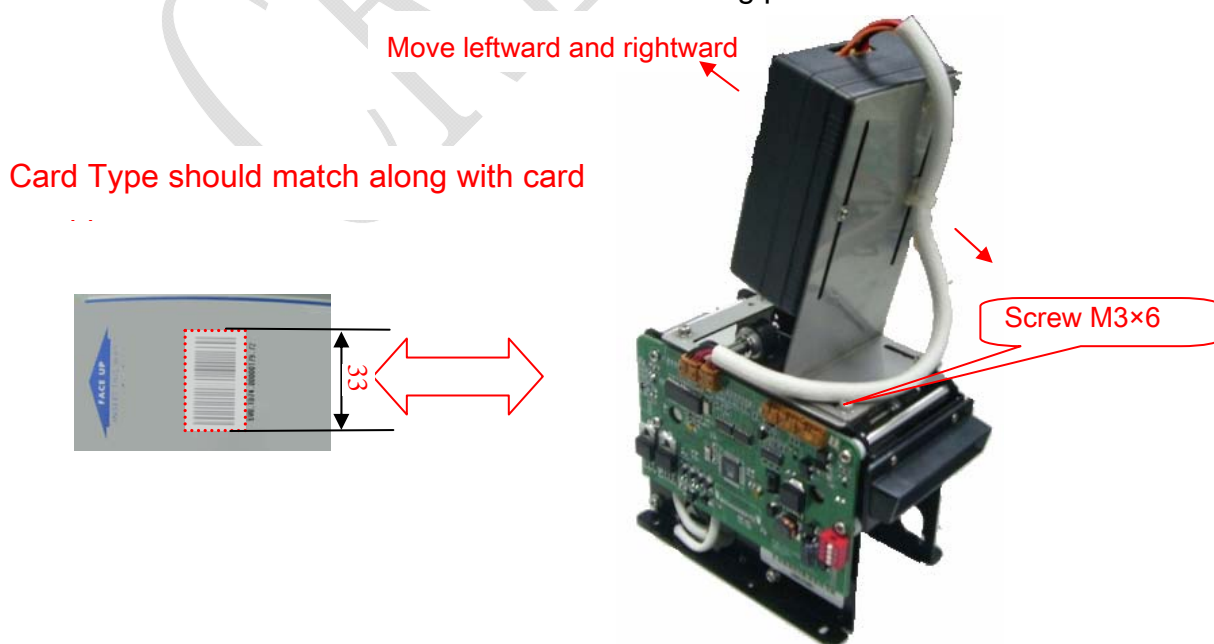 Move leftward and rightward
Card Type should match along with card
Screw M3×6
33
FACE UP